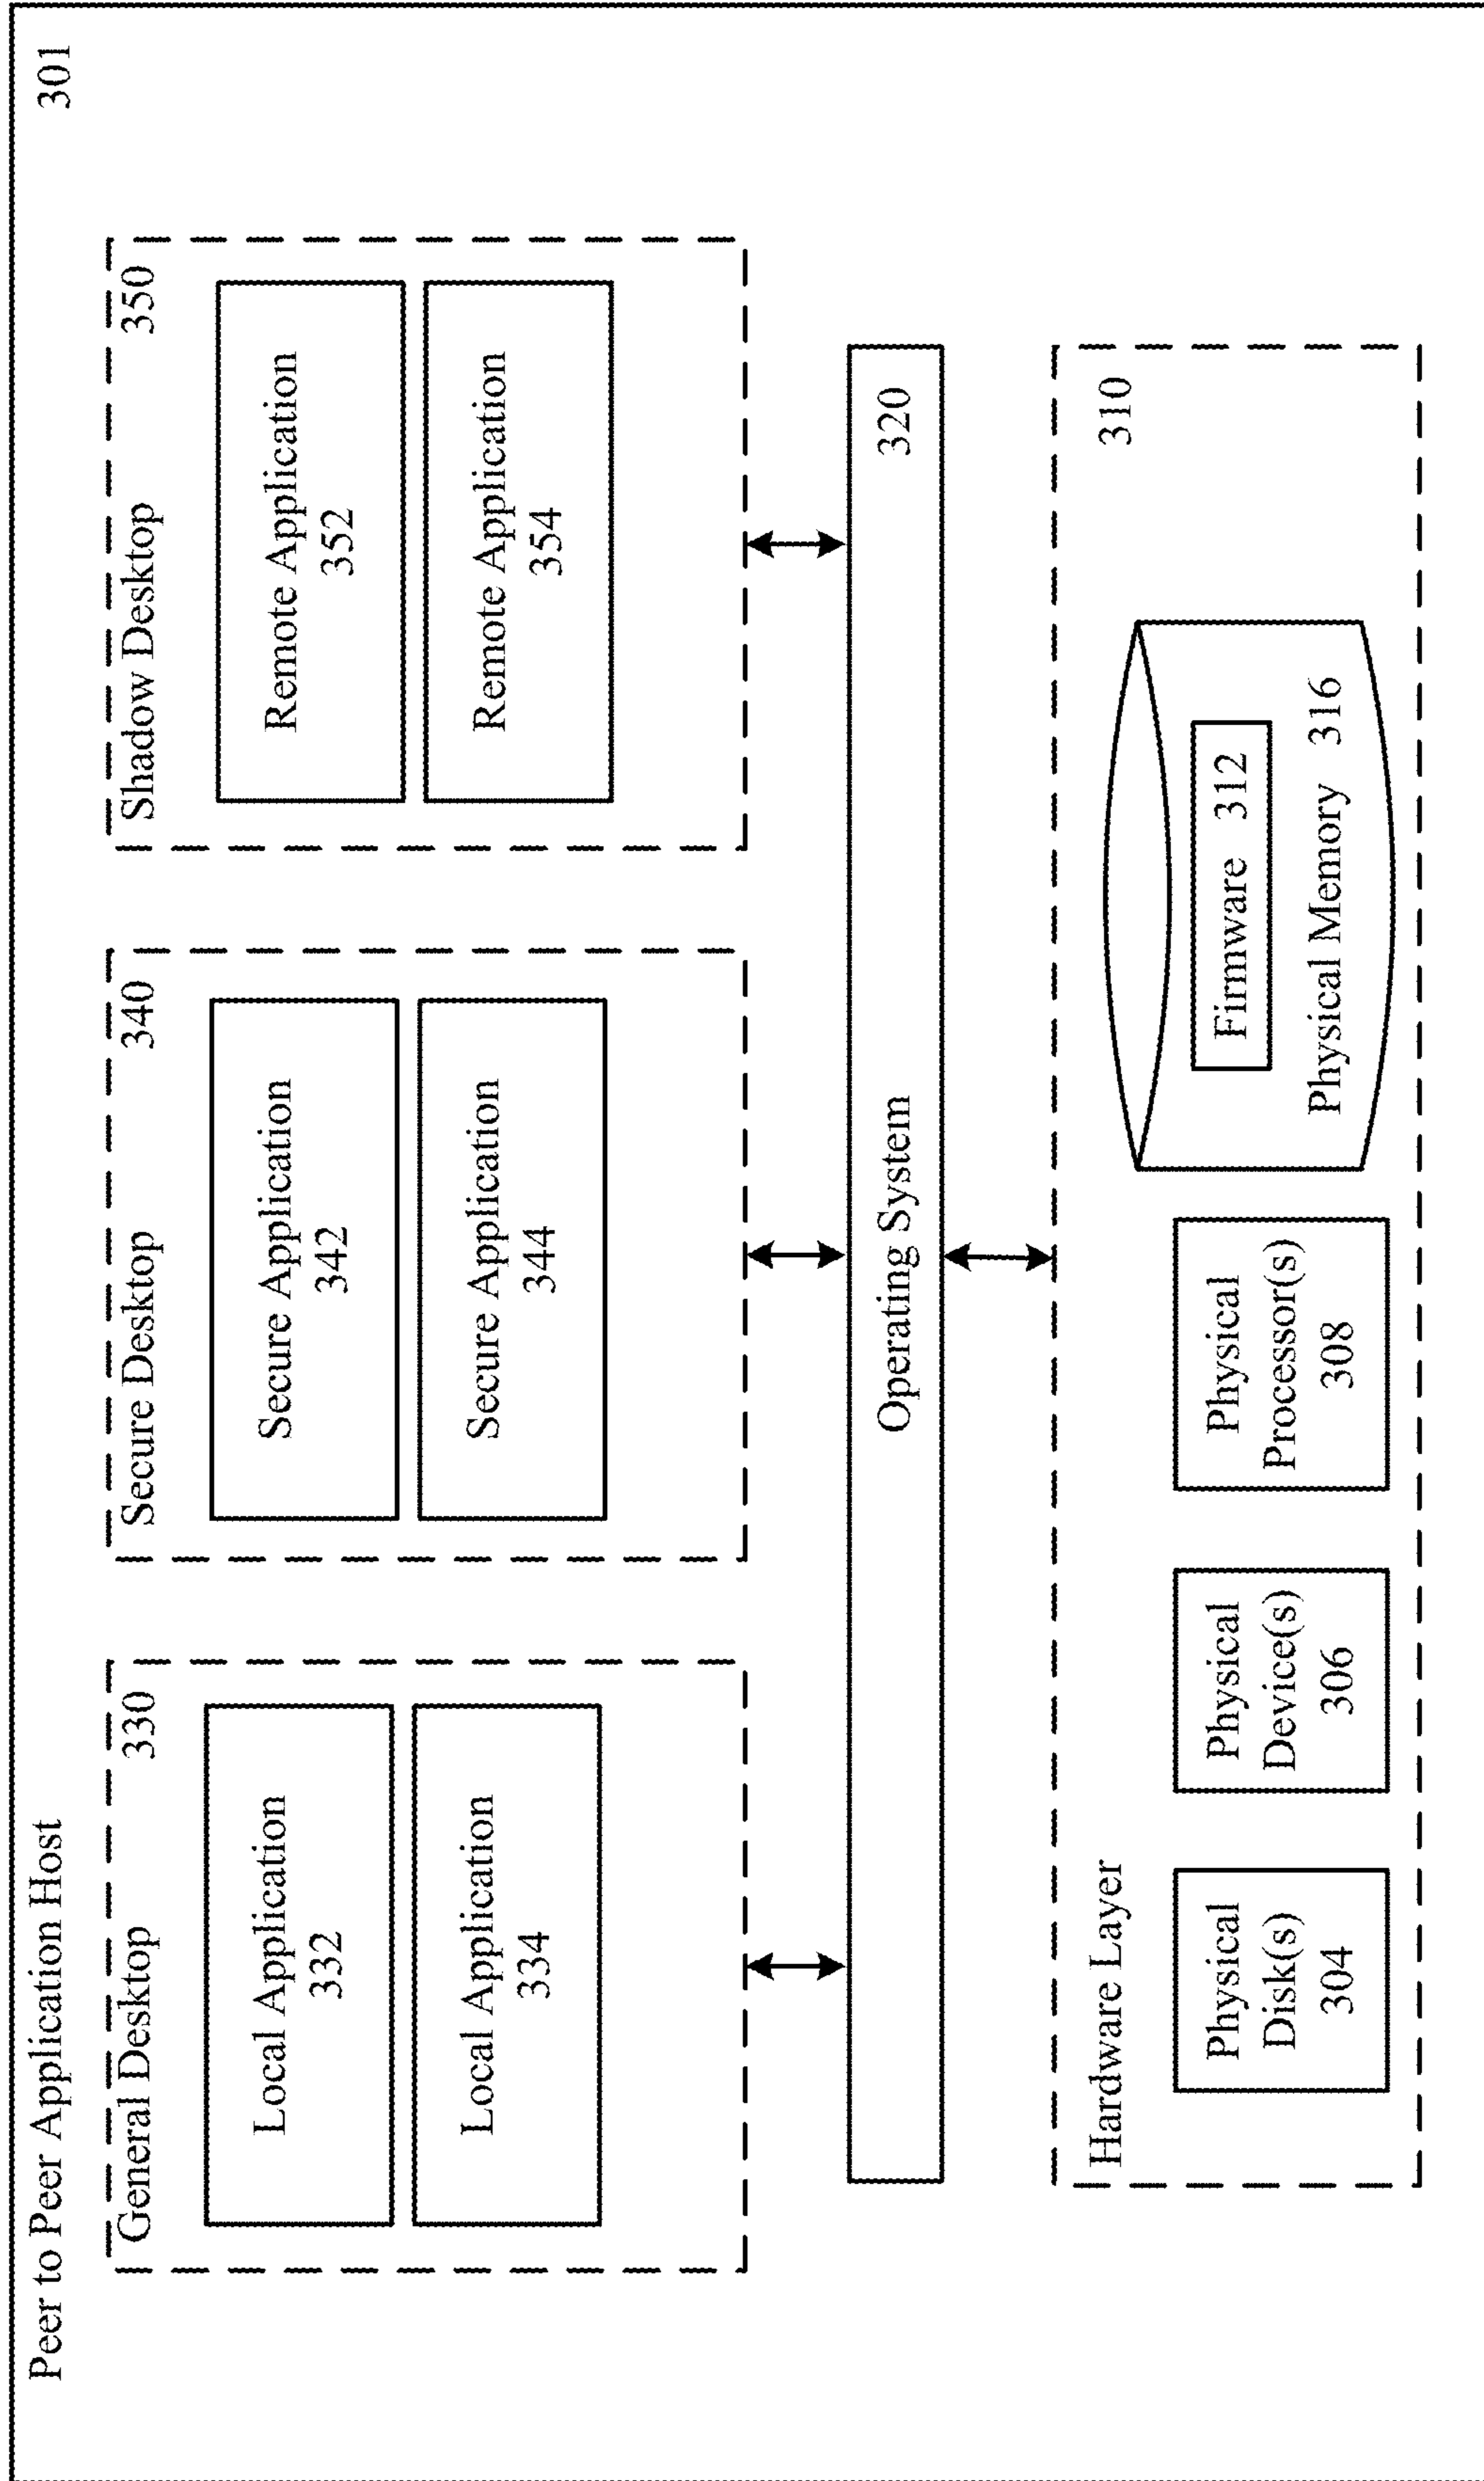 Peer to Peer Application Host
301
General Desktop
330
Local Application
332
Local Application
334
Secure Desktop
340
Secure Application
342
Secure Application
344
Shadow Desktop
350
Remote Application
352
Remote Application
354
Operating System
320
Hardware Layer
310
Physical
Disk(s)
304
Physical
Device(s)
306
Physical
Processor(s)
308
Firmware 312
Physical Memory 316